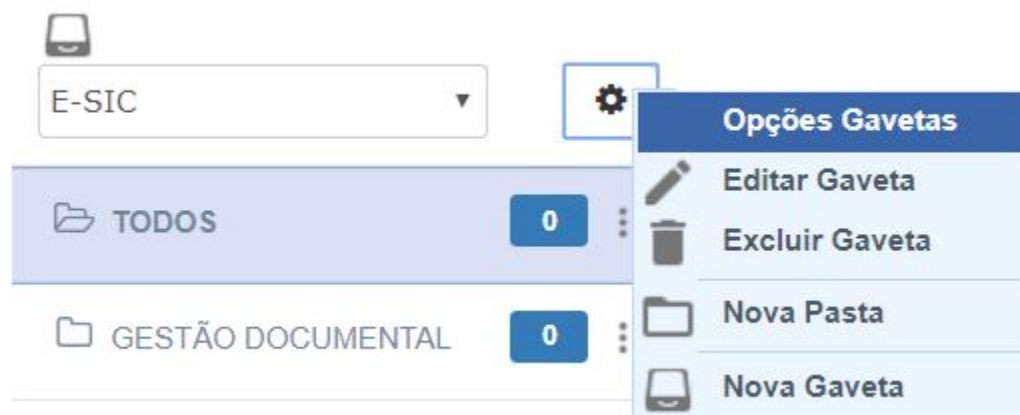 E-SIC
Opções Gavetas
Editar Gaveta
TODOS 0
Excluir Gaveta
Nova Pasta
GESTÃO DOCUMENTAL 0
Nova Gaveta